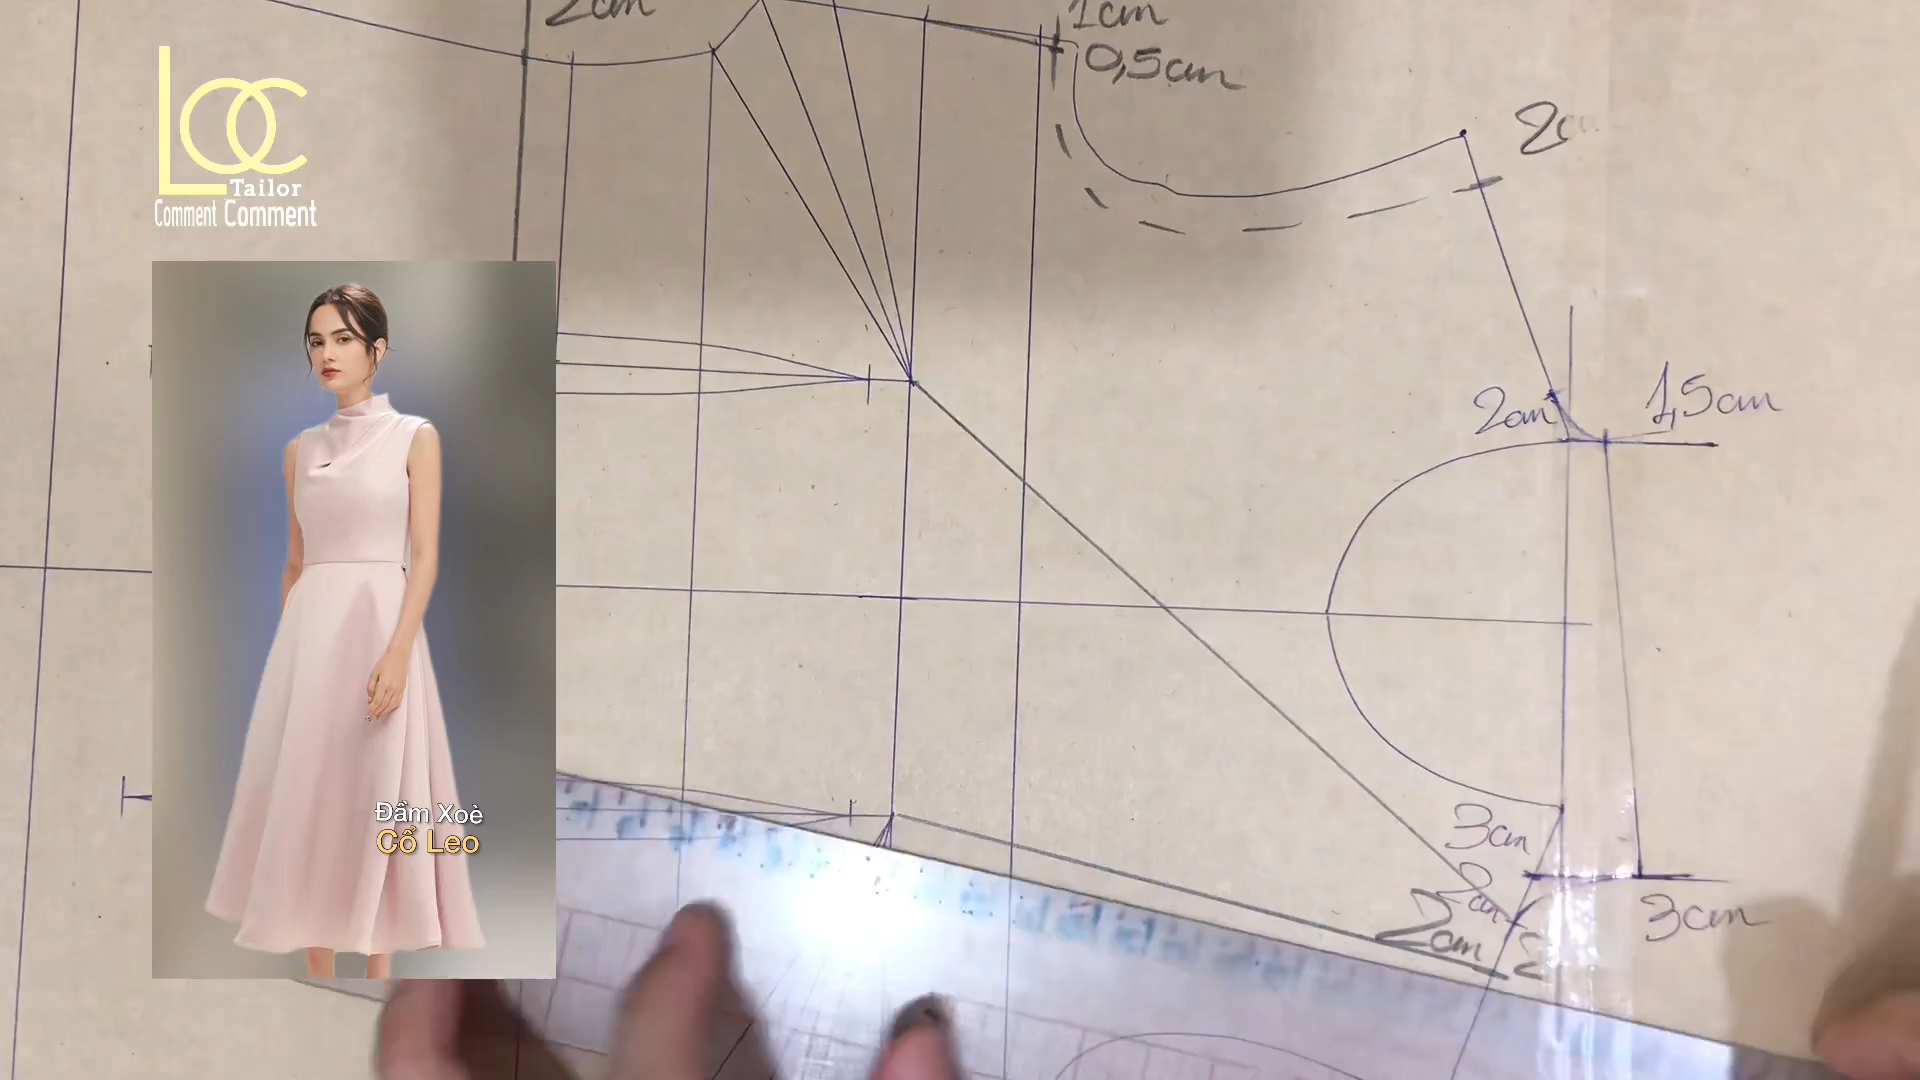 2cm
1cm
0,5cm
LOC
Tailor
Comment Comment
2cm
1,5cm
Đầm Xoè
Cổ Leo
3cm
2cm
3cm
2cm